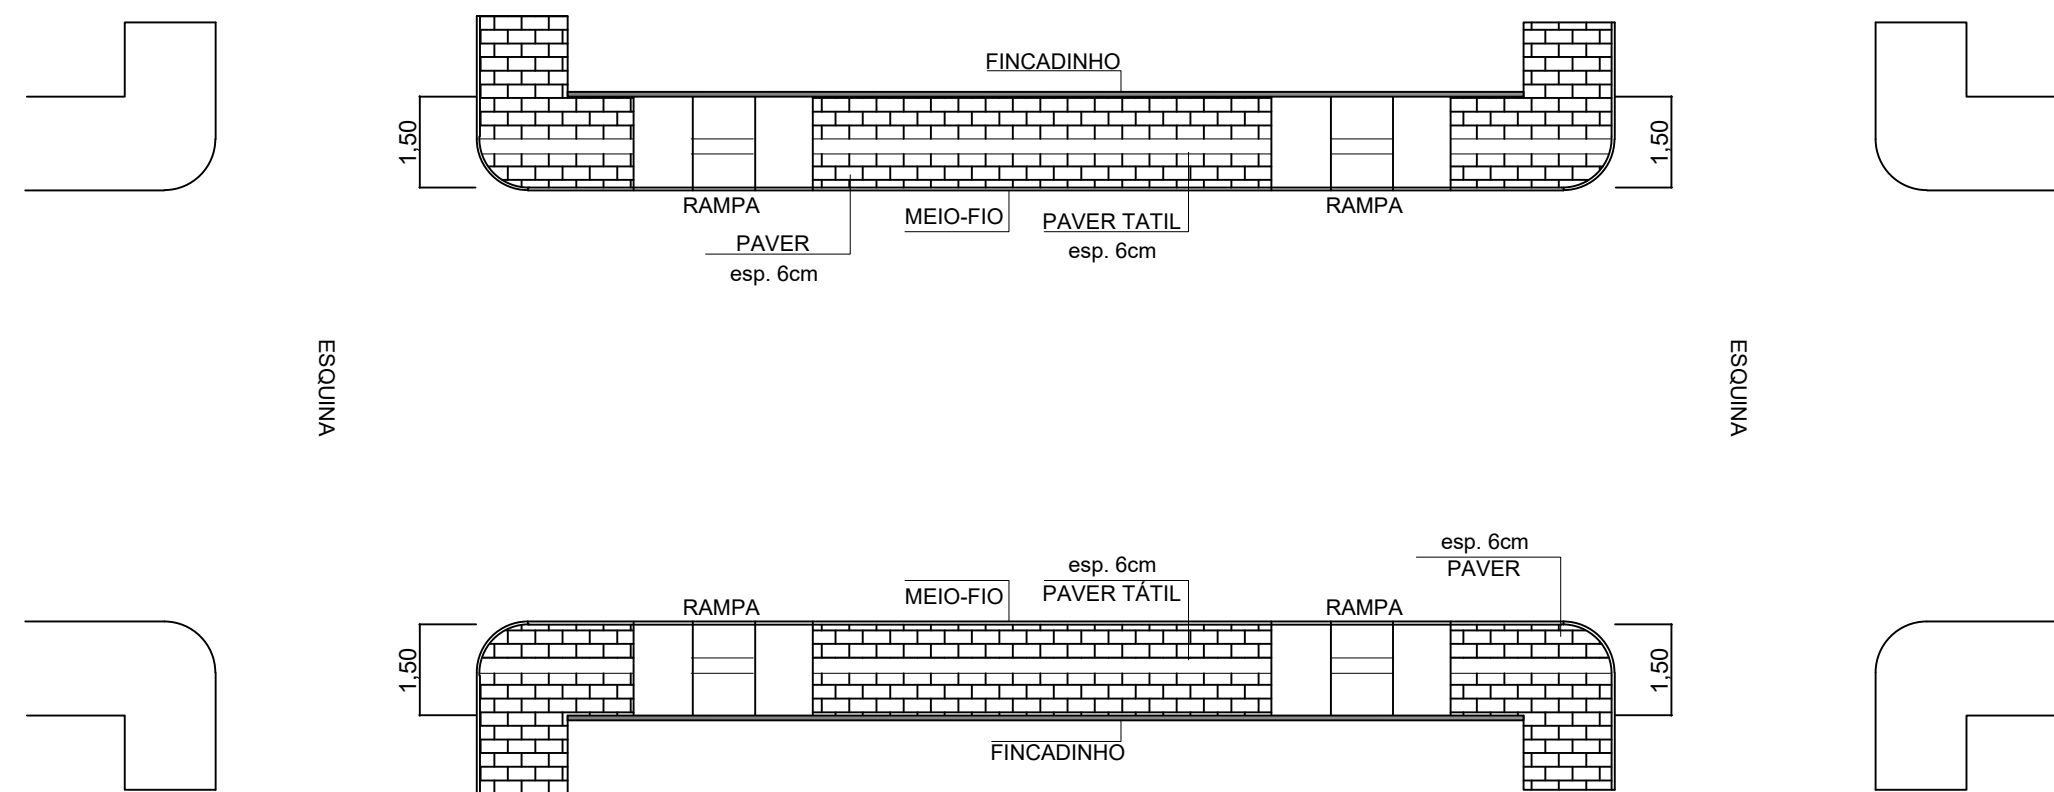 FINCADINHO
1,50
1,50
RAMPA
MEIO-FIO
PAVER TATIL
esp. 6cm
RAMPA
PAVER
esp. 6cm
ESQUINA
ESQUINA
esp. 6cm
PAVER
esp. 6cm
PAVER TÁTIL
MEIO-FIO
RAMPA
RAMPA
1,50
1,50
FINCADINHO